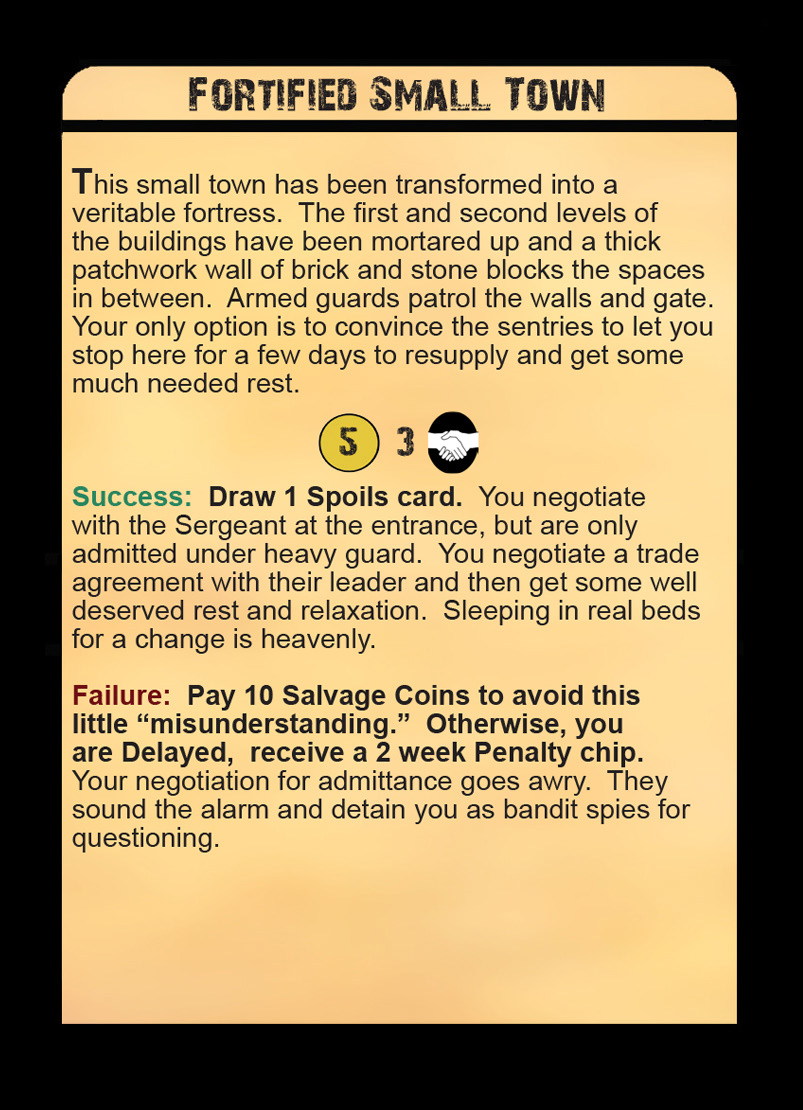 Fortified Small Town
This small town has been transformed into a
veritable fortress.  The first and second levels of
the buildings have been mortared up and a thick
patchwork wall of brick and stone blocks the spaces
in between.  Armed guards patrol the walls and gate.
Your only option is to convince the sentries to let you
stop here for a few days to resupply and get some
much needed rest.
5 3
Success:  Draw 1 Spoils card.  You negotiate
with the Sergeant at the entrance, but are only
admitted under heavy guard.  You negotiate a trade
agreement with their leader and then get some well
deserved rest and relaxation.  Sleeping in real beds
for a change is heavenly.
Failure:  Pay 10 Salvage Coins to avoid this
little “misunderstanding.”  Otherwise, you
are Delayed,  receive a 2 week Penalty chip.
Your negotiation for admittance goes awry.  They
sound the alarm and detain you as bandit spies for
questioning.